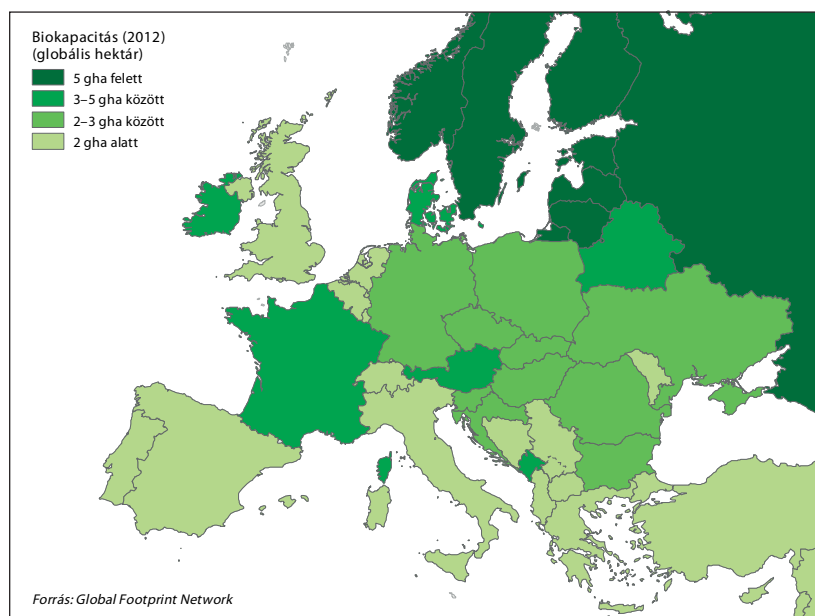 Biokapacitás (2012)
(globális hektár)
5 gha felett
3–5 gha között
2–3 gha között
2 gha alatt
Forrás: Global Footprint Network